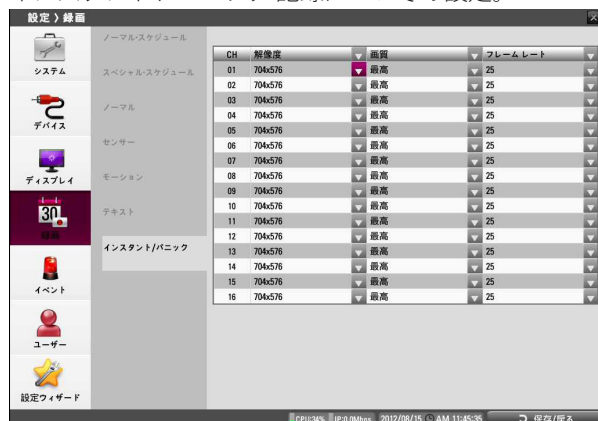 設定 〉録画
システム
デバイス
ディスプレイ
録画
イベント
ユーザー
設定ウィザード
ノーマル·スケジュール
スペシャル·スケジュール
ノーマル
センサー
モーション
テキスト
インスタント/パニック
CH 解像度 画質 フレームレート
01 704x576 最高 25
02 704x576 最高 25
03 704x576 最高 25
04 704x576 最高 25
05 704x576 最高 25
06 704x576 最高 25
07 704x576 最高 25
08 704x576 最高 25
09 704x576 最高 25
10 704x576 最高 25
11 704x576 最高 25
12 704x576 最高 25
13 704x576 最高 25
14 704x576 最高 25
15 704x576 最高 25
16 704x576 最高 25
CPU:34% IP:0.0Mbps 2012/08/15 AM 11:45:35 保存/戻る